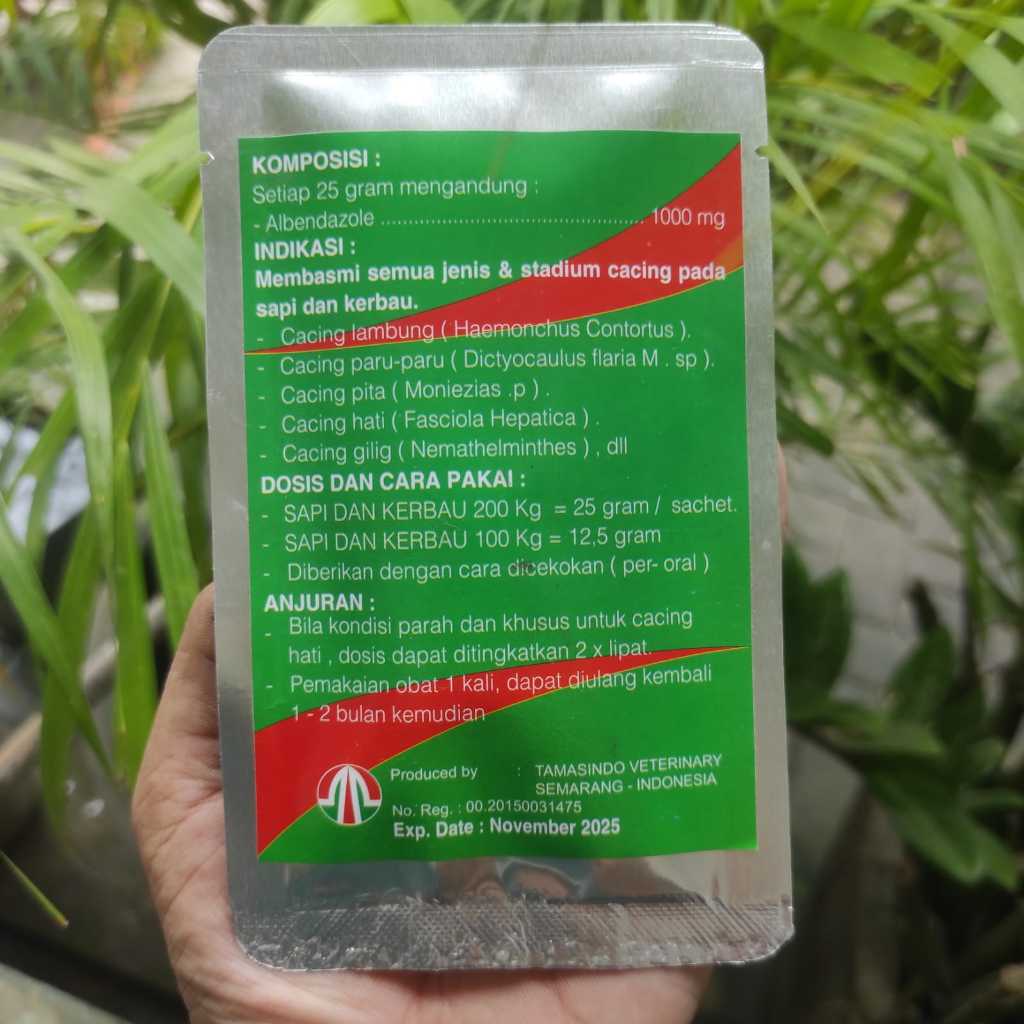 KOMPOSISI :
Setiap 25 gram mengandung :
- Albendazole ................................................ 1000 mg
INDIKASI :
Membasmi semua jenis & stadium cacing pada
sapi dan kerbau.
- Cacing lambung ( Haemonchus Contortus ).
- Cacing paru-paru ( Dictyocaulus flaria M . sp ).
- Cacing pita ( Moniezias .p ) .
- Cacing hati ( Fasciola Hepatica ) .
- Cacing gilig ( Nemathelminthes ) , dll
DOSIS DAN CARA PAKAI :
- SAPI DAN KERBAU 200 Kg = 25 gram / sachet.
- SAPI DAN KERBAU 100 Kg = 12,5 gram
- Diberikan dengan cara dicekokan ( per- oral )
ANJURAN :
- Bila kondisi parah dan khusus untuk cacing
hati , dosis dapat ditingkatkan 2 x lipat.
- Pemakaian obat 1 kali, dapat diulang kembali
1 - 2 bulan kemudian
Produced by : TAMASINDO VETERINARY
SEMARANG - INDONESIA
No. Reg. : 00.20150031475
Exp. Date : November 2025